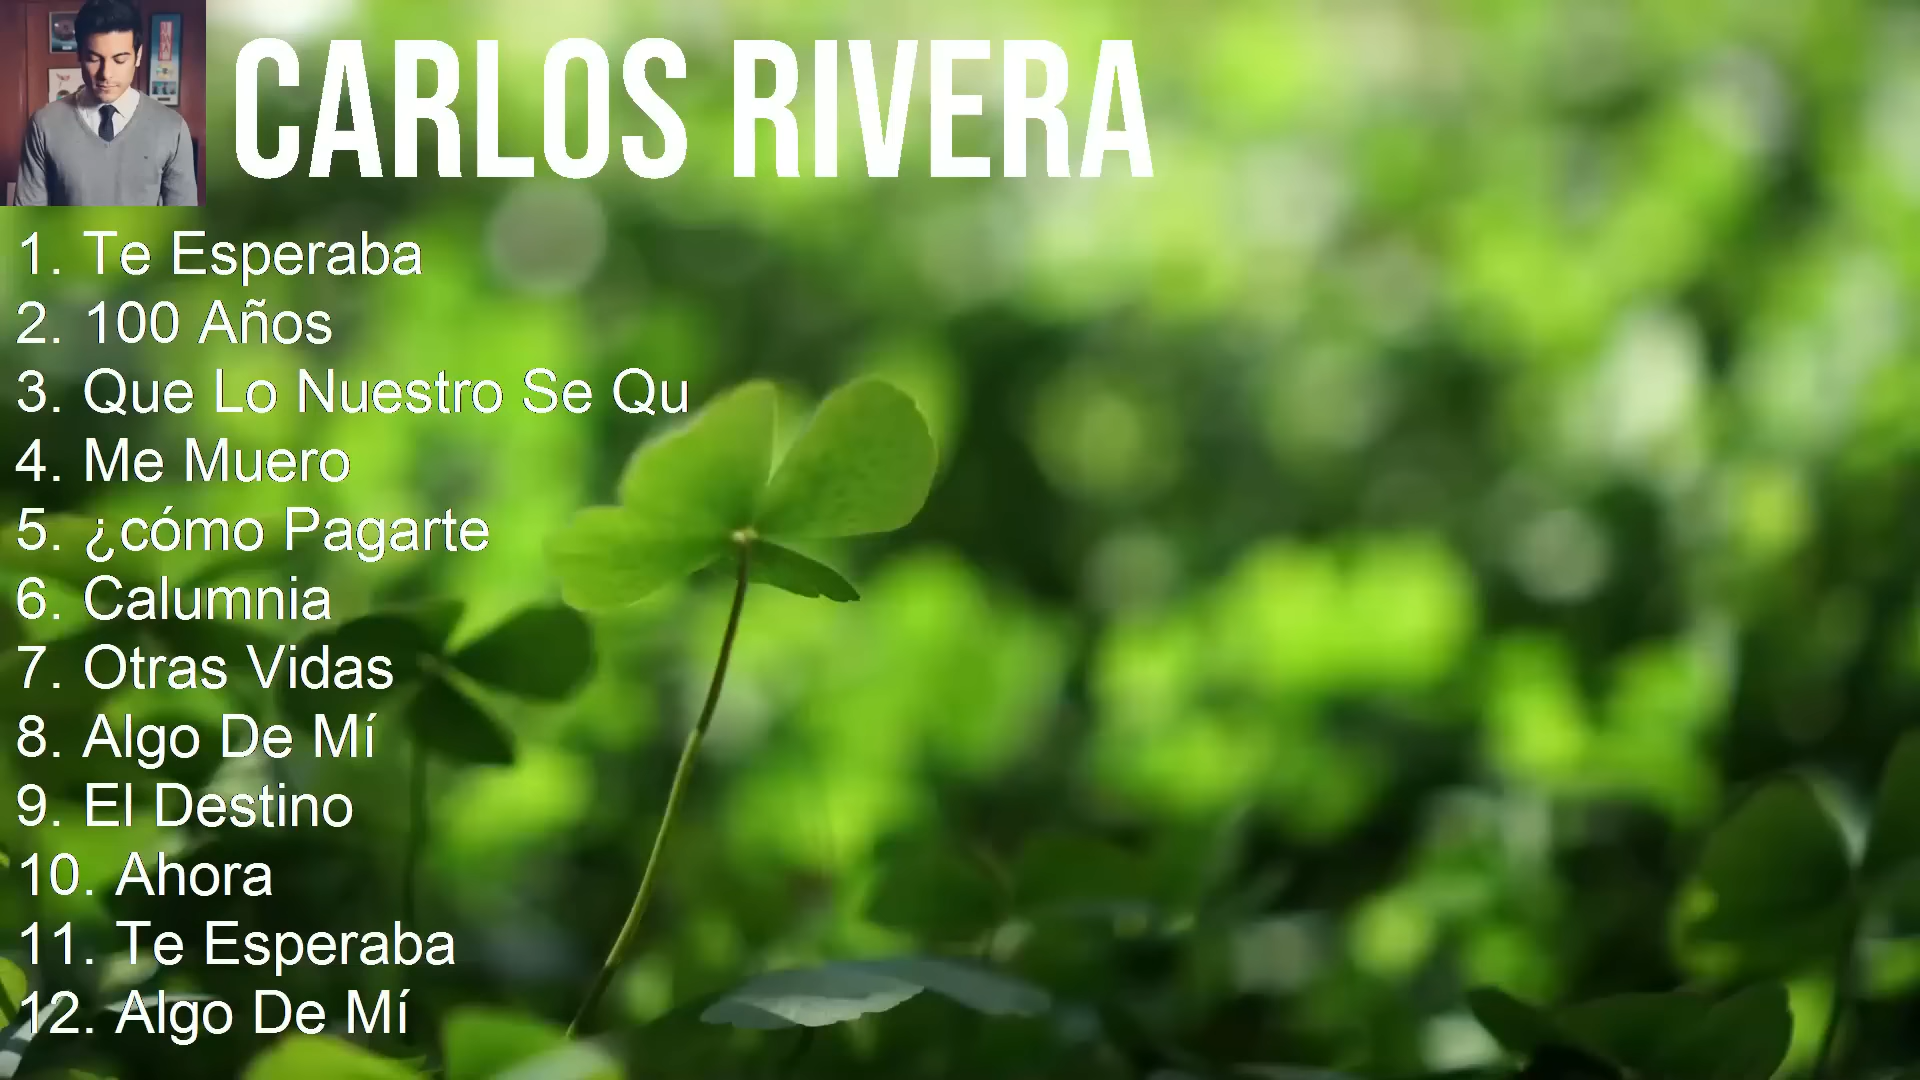 CARLOS RIVERA
1. Te Esperaba
2. 100 Años
3. Que Lo Nuestro Se Qu
4. Me Muero
5. ¿cómo Pagarte
6. Calumnia
7. Otras Vidas
8. Algo De Mí
9. El Destino
10. Ahora
11. Te Esperaba
12. Algo De Mí